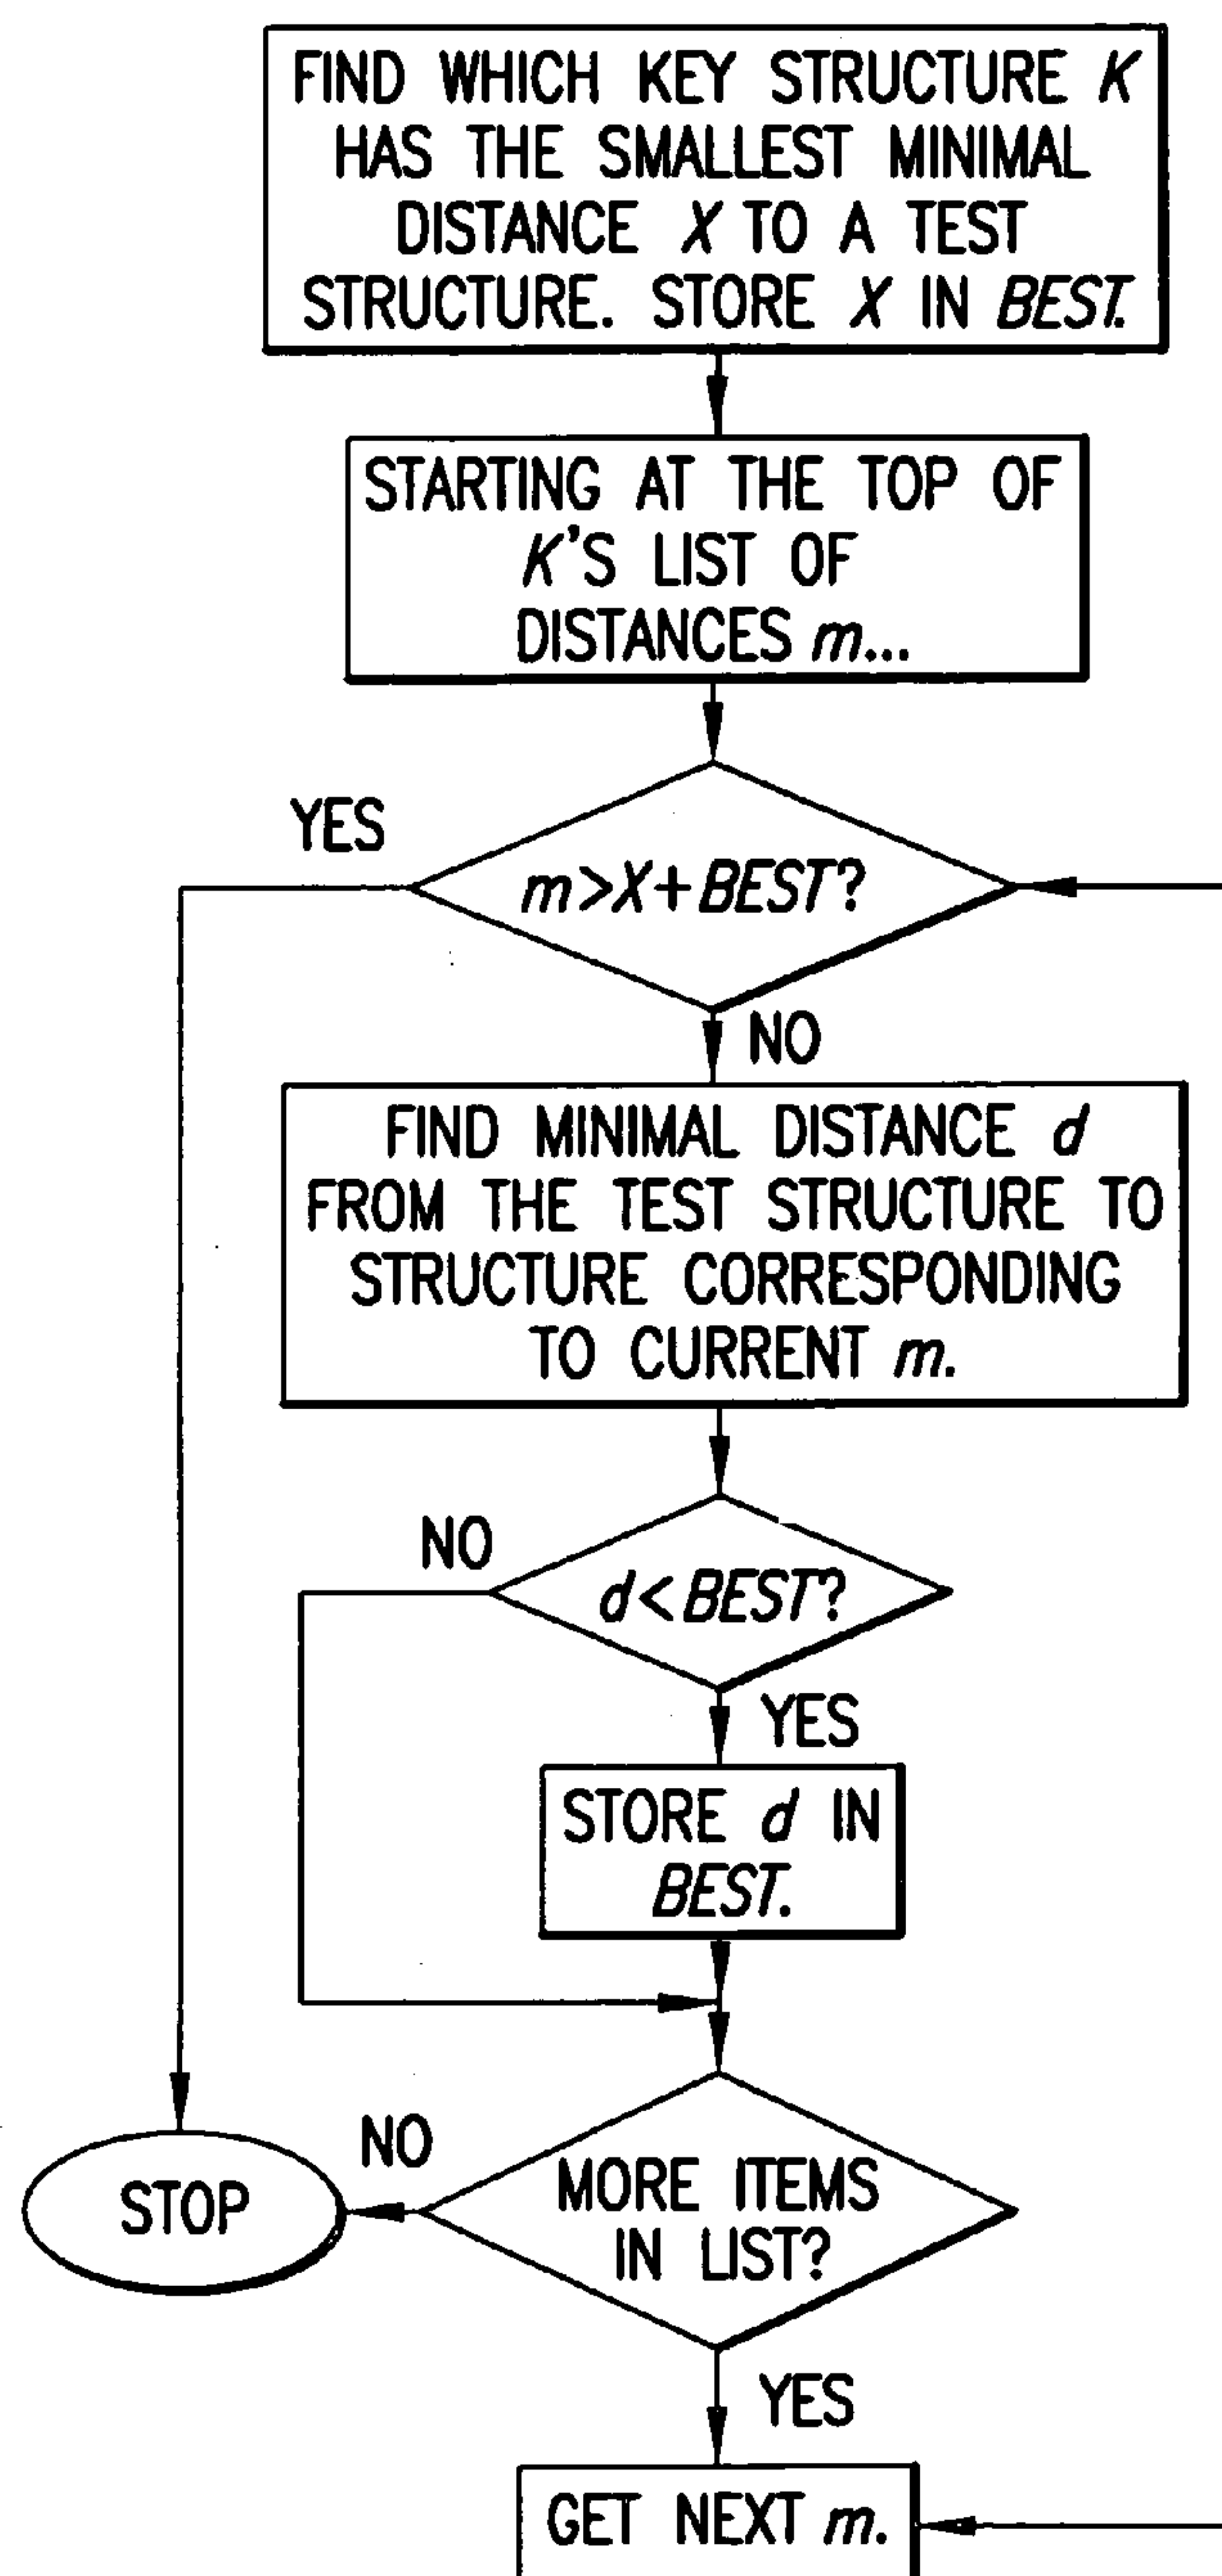 FIND WHICH KEY STRUCTURE K
HAS THE SMALLEST MINIMAL
DISTANCE X TO A TEST
STRUCTURE. STORE X IN BEST.
STARTING AT THE TOP OF
K'S LIST OF
DISTANCES m...
YES
m>X+BEST?
NO
FIND MINIMAL DISTANCE d
FROM THE TEST STRUCTURE TO
STRUCTURE CORRESPONDING
TO CURRENT m.
NO
d<BEST?
YES
STORE d IN
BEST.
NO
STOP
MORE ITEMS
IN LIST?
YES
GET NEXT m.